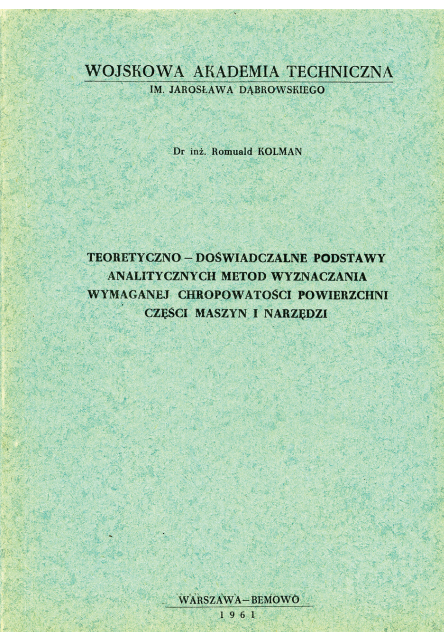 WOJSKOWA AKADEMIA TECHNICZNA
IM. JAROSŁAWA DĄBROWSKIEGO
Dr inż. Romuald KOLMAN
TEORETYCZNO – DOŚWIADCZALNE PODSTAWY
ANALITYCZNYCH METOD WYZNACZANIA
WYMAGANEJ CHROPOWATOŚCI POWIERZCHNI
CZĘŚCI MASZYN I NARZĘDZI
WARSZAWA–BEMOWO
1961